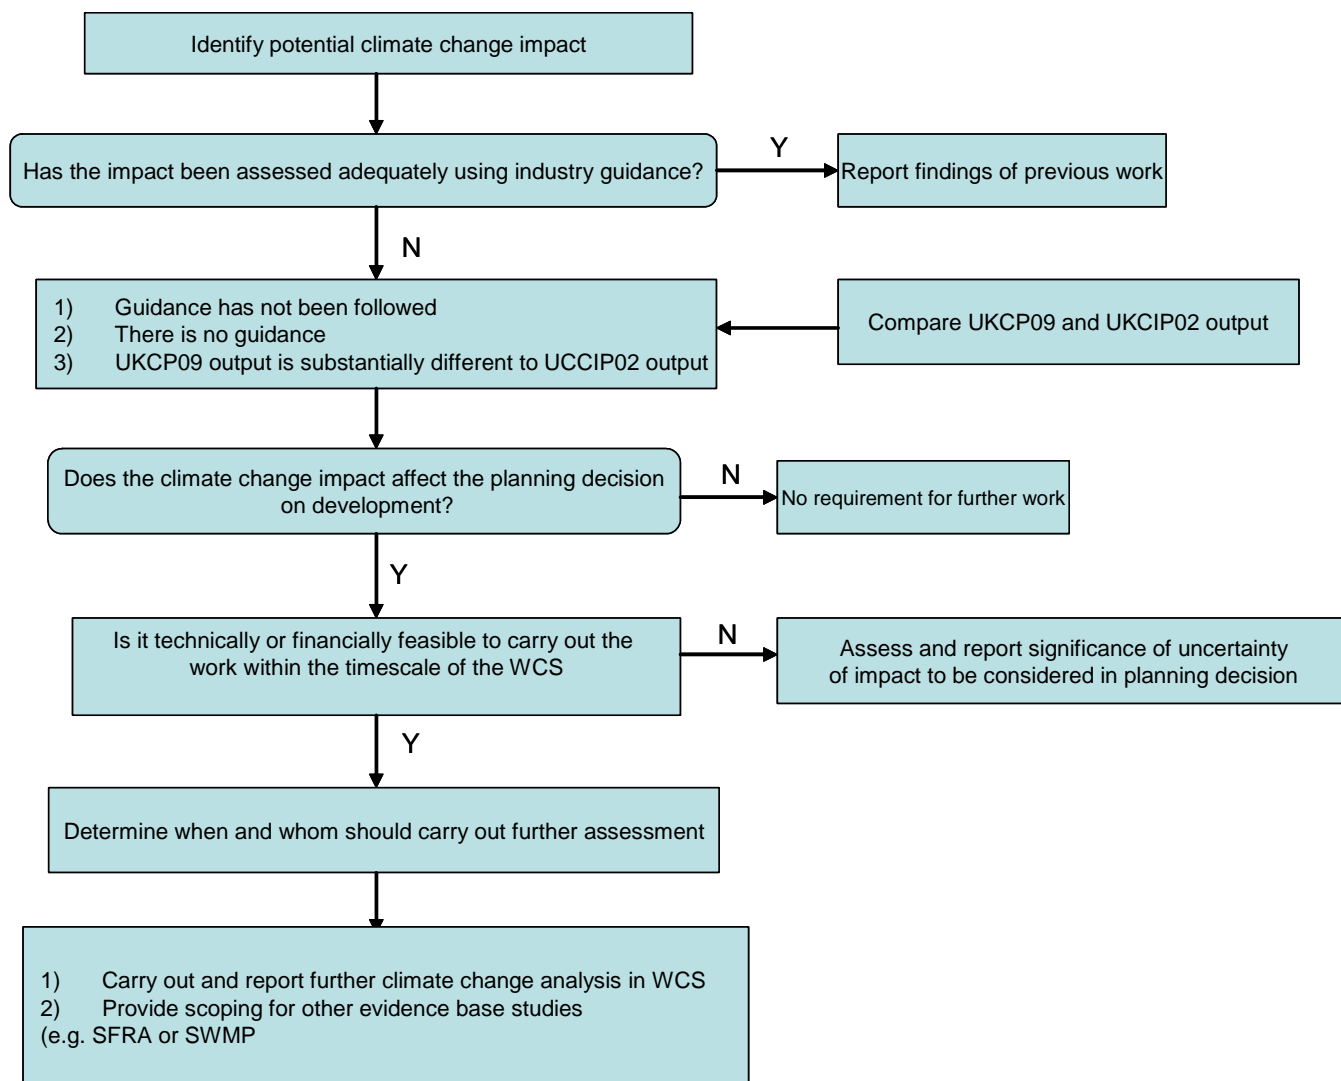 Identify potential climate change impact
Has the impact been assessed adequately using industry guidance?
Y
Report findings of previous work
N
1) Guidance has not been followed
2) There is no guidance
3) UKCP09 output is substantially different to UCCIP02 output
Compare UKCP09 and UKCIP02 output
Does the climate change impact affect the planning decision
on development?
N
No requirement for further work
Y
Is it technically or financially feasible to carry out the
work within the timescale of the WCS
N
Assess and report significance of uncertainty
of impact to be considered in planning decision
Y
Determine when and whom should carry out further assessment
1) Carry out and report further climate change analysis in WCS
2) Provide scoping for other evidence base studies
(e.g. SFRA or SWMP